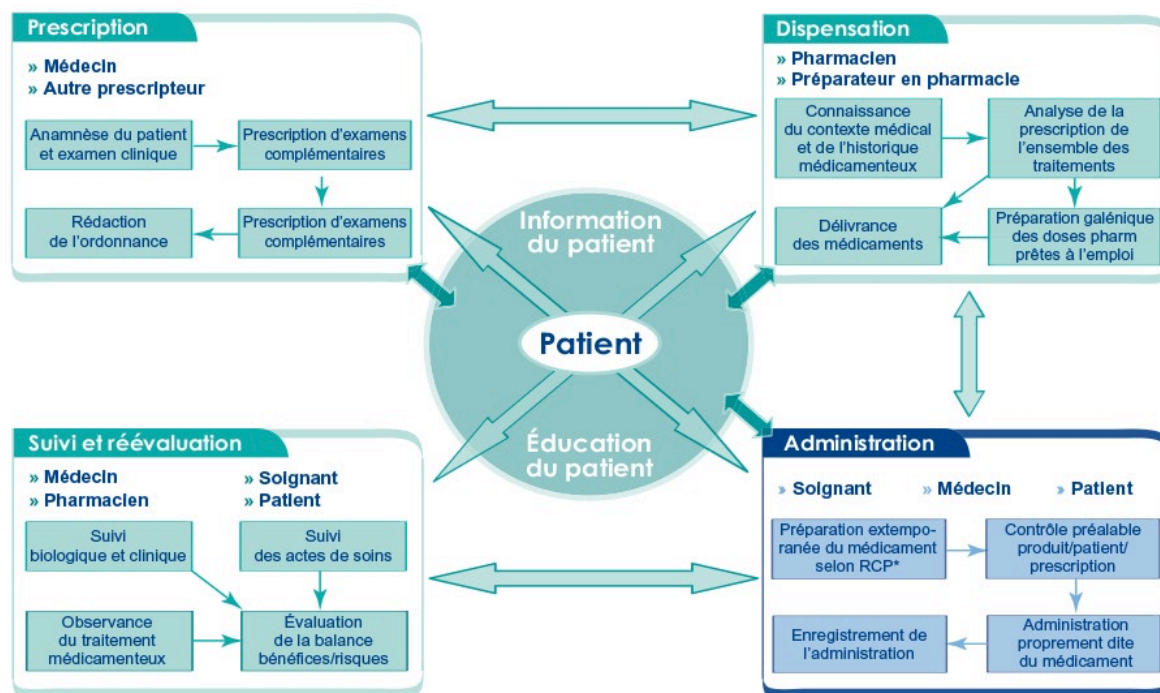 Prescription
» Médecin
» Autre prescripteur
Anamnèse du patient
et examen clinique
Prescription d'examens
complémentaires
Rédaction
de l'ordonnance
Prescription d'examens
complémentaires
Dispensation
» Pharmacien
» Préparateur en pharmacie
Connaissance
du contexte médical
et de l'historique
médicamenteux
Analyse de la
prescription de
l'ensemble des
traitements
Délivrance
des médicaments
Préparation galénique
des doses pharm
prêtes à l'emploi
Information
du patient
Patient
Éducation
du patient
Suivi et réévaluation
» Médecin
» Pharmacien
» Soignant
» Patient
Suivi
biologique et clinique
Suivi
des actes de soins
Observance
du traitement
médicamenteux
Évaluation
de la balance
bénéfices/risques
Administration
» Soignant
» Médecin
» Patient
Préparation extempo-
ranée du médicament
selon RCP*
Contrôle préalable
produit/patient/
prescription
Enregistrement de
l'administration
Administration
proprement dite
du médicament